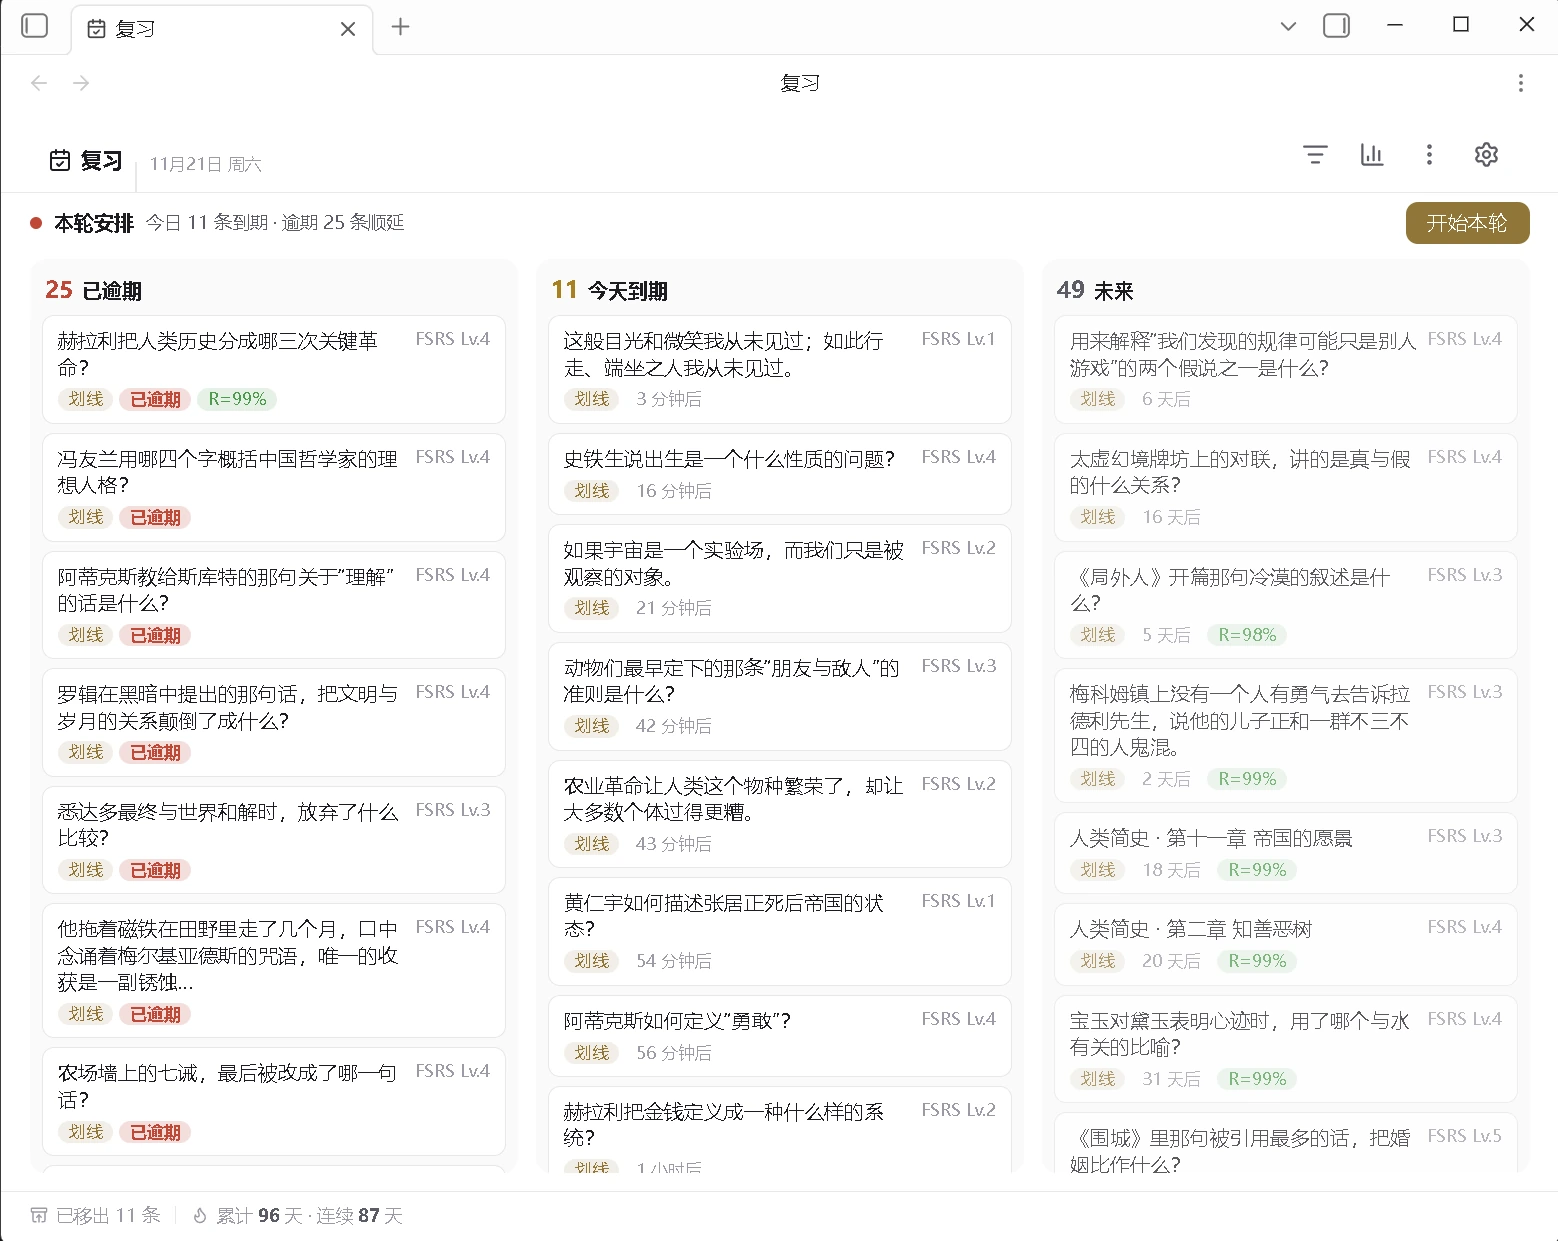 复习
复习
复习
11月21日 周六
本轮安排 今日 11 条到期 · 逾期 25 条顺延
开始本轮
25 已逾期
赫拉利把人类历史分成哪三次关键革
命?
FSRS Lv.4
划线 已逾期 R=99%
冯友兰用哪四个字概括中国哲学家的理
想人格?
FSRS Lv.4
划线 已逾期
阿蒂克斯教给斯库特的那句关于“理解”
的话是什么?
FSRS Lv.4
划线 已逾期
罗辑在黑暗中提出的那句话，把文明与
岁月的关系颠倒了成什么?
FSRS Lv.4
划线 已逾期
悉达多最终与世界和解时，放弃了什么
比较?
FSRS Lv.3
划线 已逾期
他拖着磁铁在田野里走了几个月，口中
念诵着梅尔基亚德斯的咒语，唯一的收
获是一副锈蚀...
FSRS Lv.4
划线 已逾期
农场墙上的七诫，最后被改成了哪一句
话?
FSRS Lv.4
划线 已逾期
11 今天到期
这般目光和微笑我从未见过；如此行
走、端坐之人我从未见过。
FSRS Lv.1
划线 3 分钟后
史铁生说出生是一个什么性质的问题?
FSRS Lv.4
划线 16 分钟后
如果宇宙是一个实验场，而我们只是被
观察的对象。
FSRS Lv.2
划线 21 分钟后
动物们最早定下的那条“朋友与敌人”的
准则是什么?
FSRS Lv.3
划线 42 分钟后
农业革命让人类这个物种繁荣了，却让
大多数个体过得更糟。
FSRS Lv.2
划线 43 分钟后
黄仁宇如何描述张居正死后帝国的状
态?
FSRS Lv.1
划线 54 分钟后
阿蒂克斯如何定义“勇敢”?
FSRS Lv.4
划线 56 分钟后
赫拉利把金钱定义成一种什么样的系
统?
FSRS Lv.2
划线 1 小时后
49 未来
用来解释“我们发现的规律可能只是别人
游戏”的两个假说之一是什么?
FSRS Lv.4
划线 6 天后
太虚幻境牌坊上的对联，讲的是真与假
的什么关系?
FSRS Lv.4
划线 16 天后
《局外人》开篇那句冷漠的叙述是什
么?
FSRS Lv.3
划线 5 天后 R=98%
梅科姆镇上没有一个人有勇气去告诉拉
德利先生，说他的儿子正和一群不三不
四的人鬼混。
FSRS Lv.3
划线 2 天后 R=99%
人类简史 · 第十一章 帝国的愿景
FSRS Lv.3
划线 18 天后 R=99%
人类简史 · 第二章 知善恶树
FSRS Lv.4
划线 20 天后 R=99%
宝玉对黛玉表明心迹时，用了哪个与水
有关的比喻?
FSRS Lv.4
划线 31 天后 R=99%
《围城》里那句被引用最多的话，把婚
姻比作什么?
FSRS Lv.5
已移出 11 条
累计 96 天 · 连续 87 天